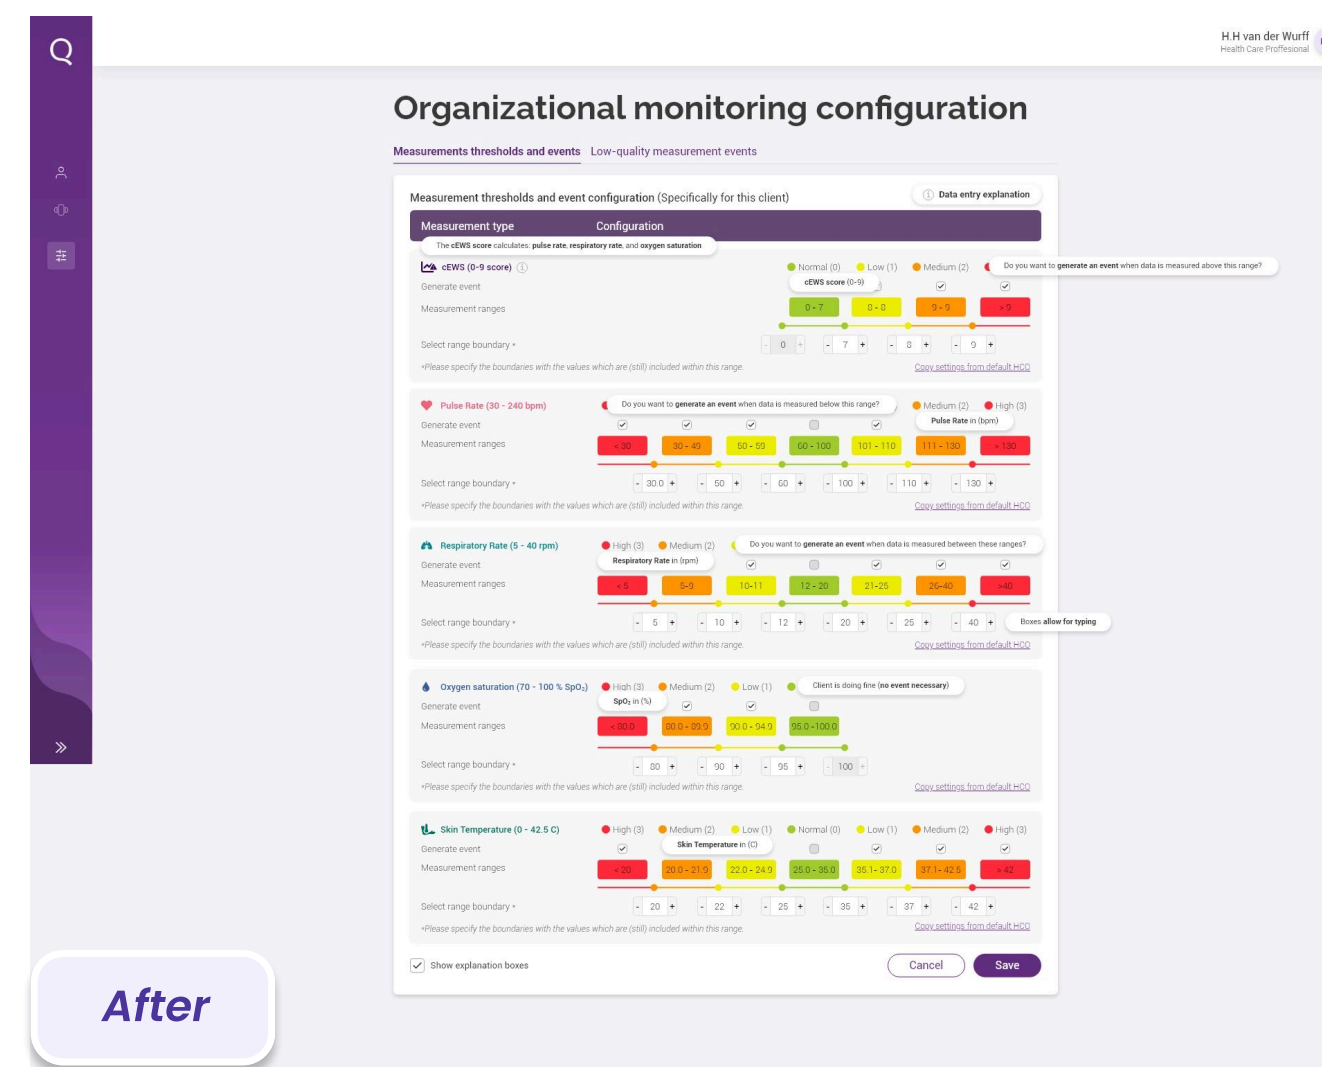 Q
H.H van der Wurff
Health Care Proffesional
Organizational monitoring configuration
Measurements thresholds and events Low-quality measurement events
Measurement thresholds and event configuration (Specifically for this client) Data entry explanation
Measurement type Configuration
The cEWS score calculates: pulse rate, respiratory rate, and oxygen saturation
cEWS (0-9 score) Normal (0) Low (1) Medium (2) Do you want to generate an event when data is measured above this range?
Generate event cEWS score (0-9)
Measurement ranges 0 - 7 8 - 8 9 - 9 > 9
Select range boundary * - 0 + - 7 + - 8 + - 9 +
*Please specify the boundaries with the values which are (still) included within this range. Copy settings from default HCO
Pulse Rate (30 - 240 bpm) Do you want to generate an event when data is measured below this range? Medium (2) High (3)
Generate event Pulse Rate in (bpm)
Measurement ranges < 30 30 - 49 50 - 59 60 - 100 101 - 110 111 - 130 > 130
Select range boundary * - 30.0 + - 50 + - 60 + - 100 + - 110 + - 130 +
*Please specify the boundaries with the values which are (still) included within this range. Copy settings from default HCO
Respiratory Rate (5 - 40 rpm) High (3) Medium (2) Do you want to generate an event when data is measured between these ranges?
Generate event Respiratory Rate in (rpm)
Measurement ranges < 5 5-9 10-11 12 - 20 21-25 26-40 >40
Select range boundary * - 5 + - 10 + - 12 + - 20 + - 25 + - 40 + Boxes allow for typing
*Please specify the boundaries with the values which are (still) included within this range. Copy settings from default HCO
Oxygen saturation (70 - 100 % SpO₂) High (3) Medium (2) Low (1) Client is doing fine (no event necessary)
Generate event SpO₂ in (%)
Measurement ranges < 80.0 80.0 - 89.9 90.0 - 94.9 95.0 -100.0
Select range boundary * - 80 + - 90 + - 95 + - 100 +
*Please specify the boundaries with the values which are (still) included within this range. Copy settings from default HCO
Skin Temperature (0 - 42.5 C) High (3) Medium (2) Low (1) Normal (0) Low (1) Medium (2) High (3)
Generate event Skin Temperature in (C)
Measurement ranges < 20 20.0 - 21.9 22.0 - 24.9 25.0 - 35.0 35.1- 37.0 37.1- 42.5 > 42
Select range boundary * - 20 + - 22 + - 25 + - 35 + - 37 + - 42 +
*Please specify the boundaries with the values which are (still) included within this range. Copy settings from default HCO
Show explanation boxes Cancel Save
After